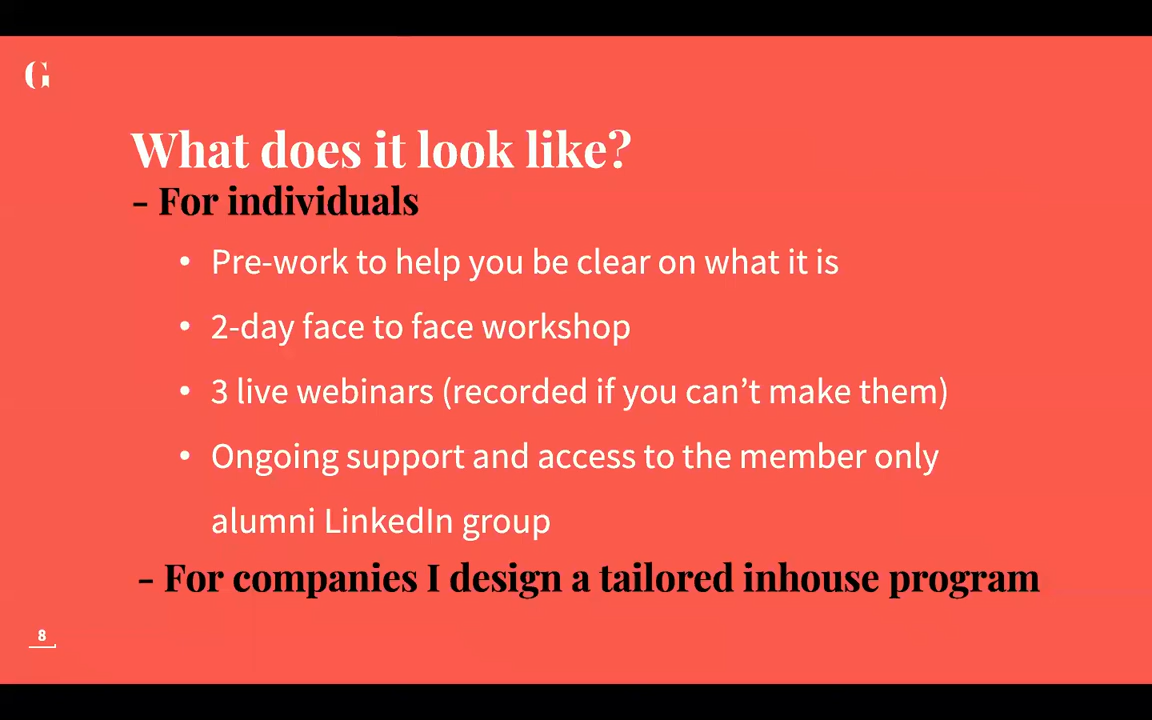 G
What does it look like?
- For individuals
• Pre-work to help you be clear on what it is
• 2-day face to face workshop
• 3 live webinars (recorded if you can’t make them)
• Ongoing support and access to the member only
alumni LinkedIn group
- For companies I design a tailored inhouse program
8